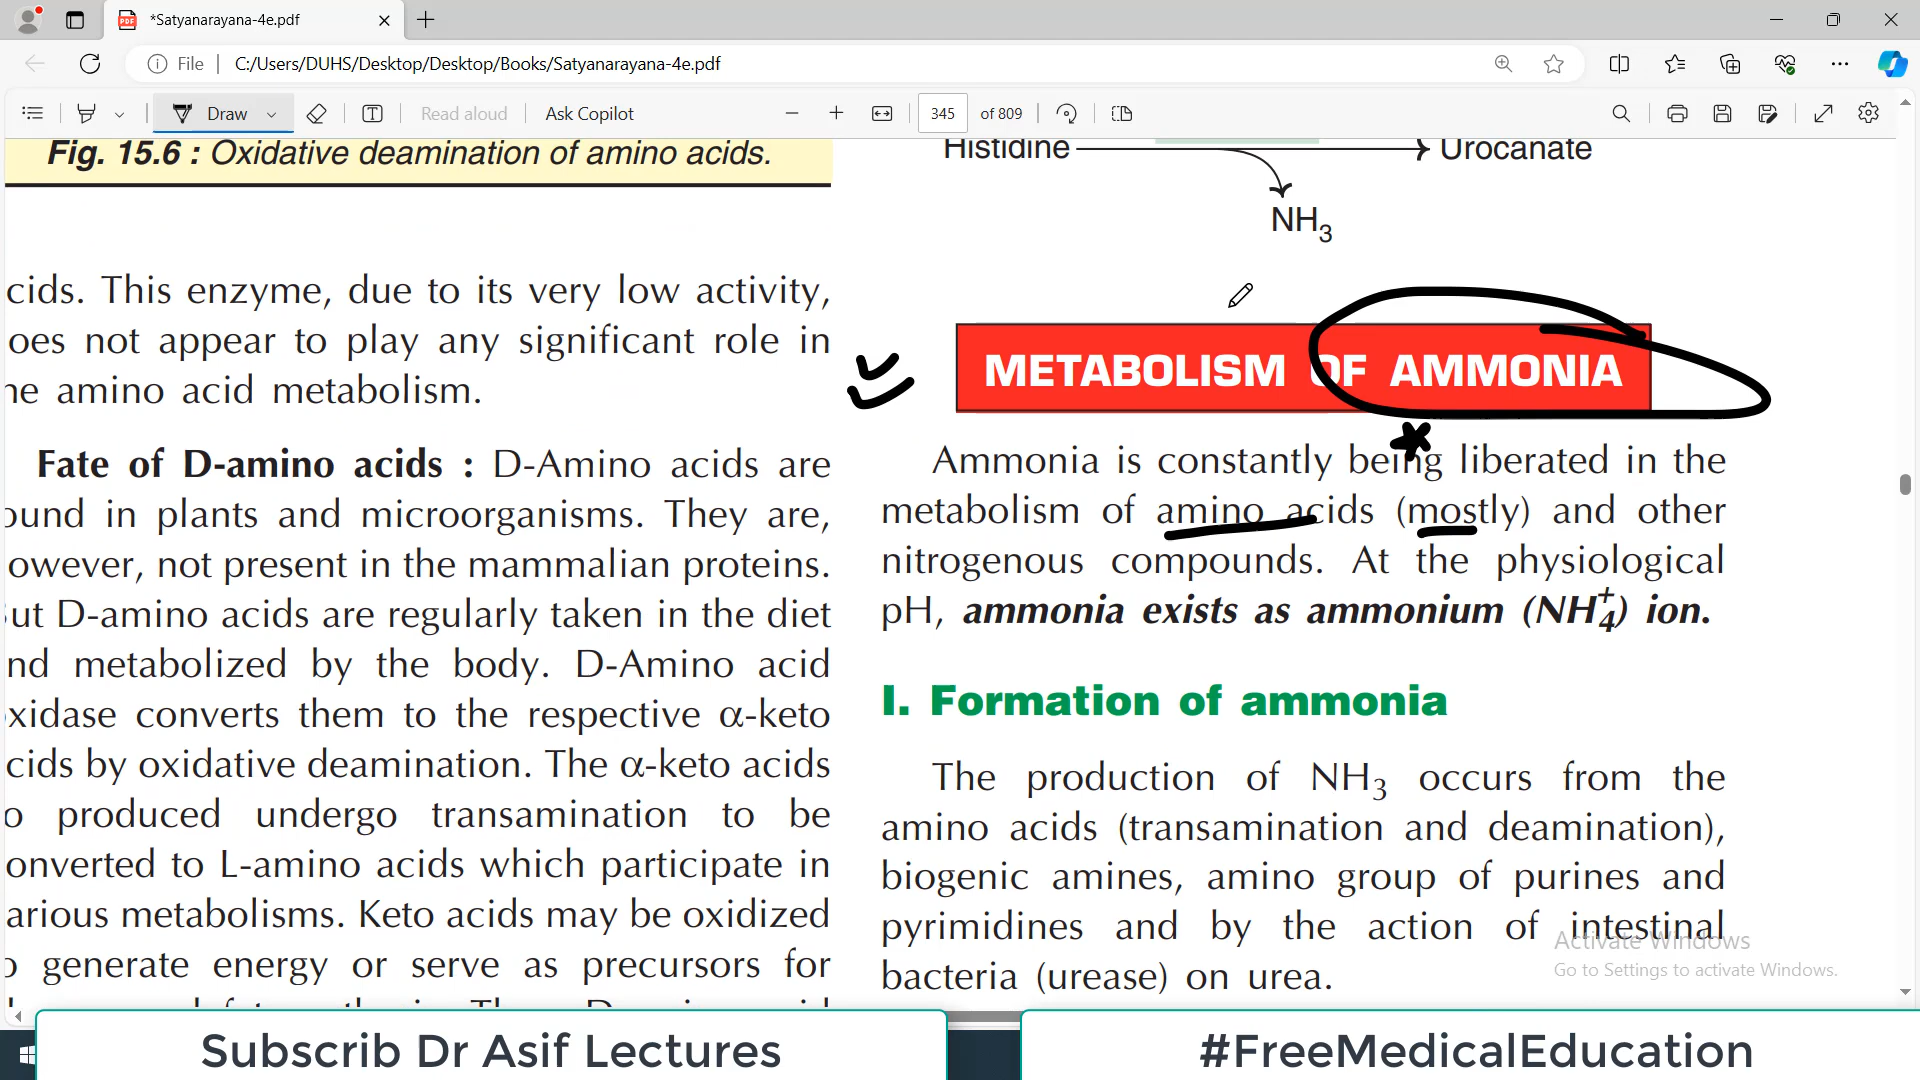 *Satyanarayana-4e.pdf
File
C:/Users/DUHS/Desktop/Desktop/Books/Satyanarayana-4e.pdf
Draw
Read aloud
Ask Copilot
345 of 809
Fig. 15.6 : Oxidative deamination of amino acids.
cids. This enzyme, due to its very low activity,
oes not appear to play any significant role in
he amino acid metabolism.
Fate of D-amino acids : D-Amino acids are
ound in plants and microorganisms. They are,
owever, not present in the mammalian proteins.
ut D-amino acids are regularly taken in the diet
nd metabolized by the body. D-Amino acid
xidase converts them to the respective α-keto
cids by oxidative deamination. The α-keto acids
o produced undergo transamination to be
onverted to L-amino acids which participate in
arious metabolisms. Keto acids may be oxidized
o generate energy or serve as precursors for
Histidine
Urocanate
NH3
METABOLISM OF AMMONIA
Ammonia is constantly being liberated in the
metabolism of amino acids (mostly) and other
nitrogenous compounds. At the physiological
pH, ammonia exists as ammonium (NH4+) ion.
I. Formation of ammonia
The production of NH3 occurs from the
amino acids (transamination and deamination),
biogenic amines, amino group of purines and
pyrimidines and by the action of intestinal
bacteria (urease) on urea.
Activate Windows
Go to Settings to activate Windows.
Subscrib Dr Asif Lectures
#FreeMedicalEducation